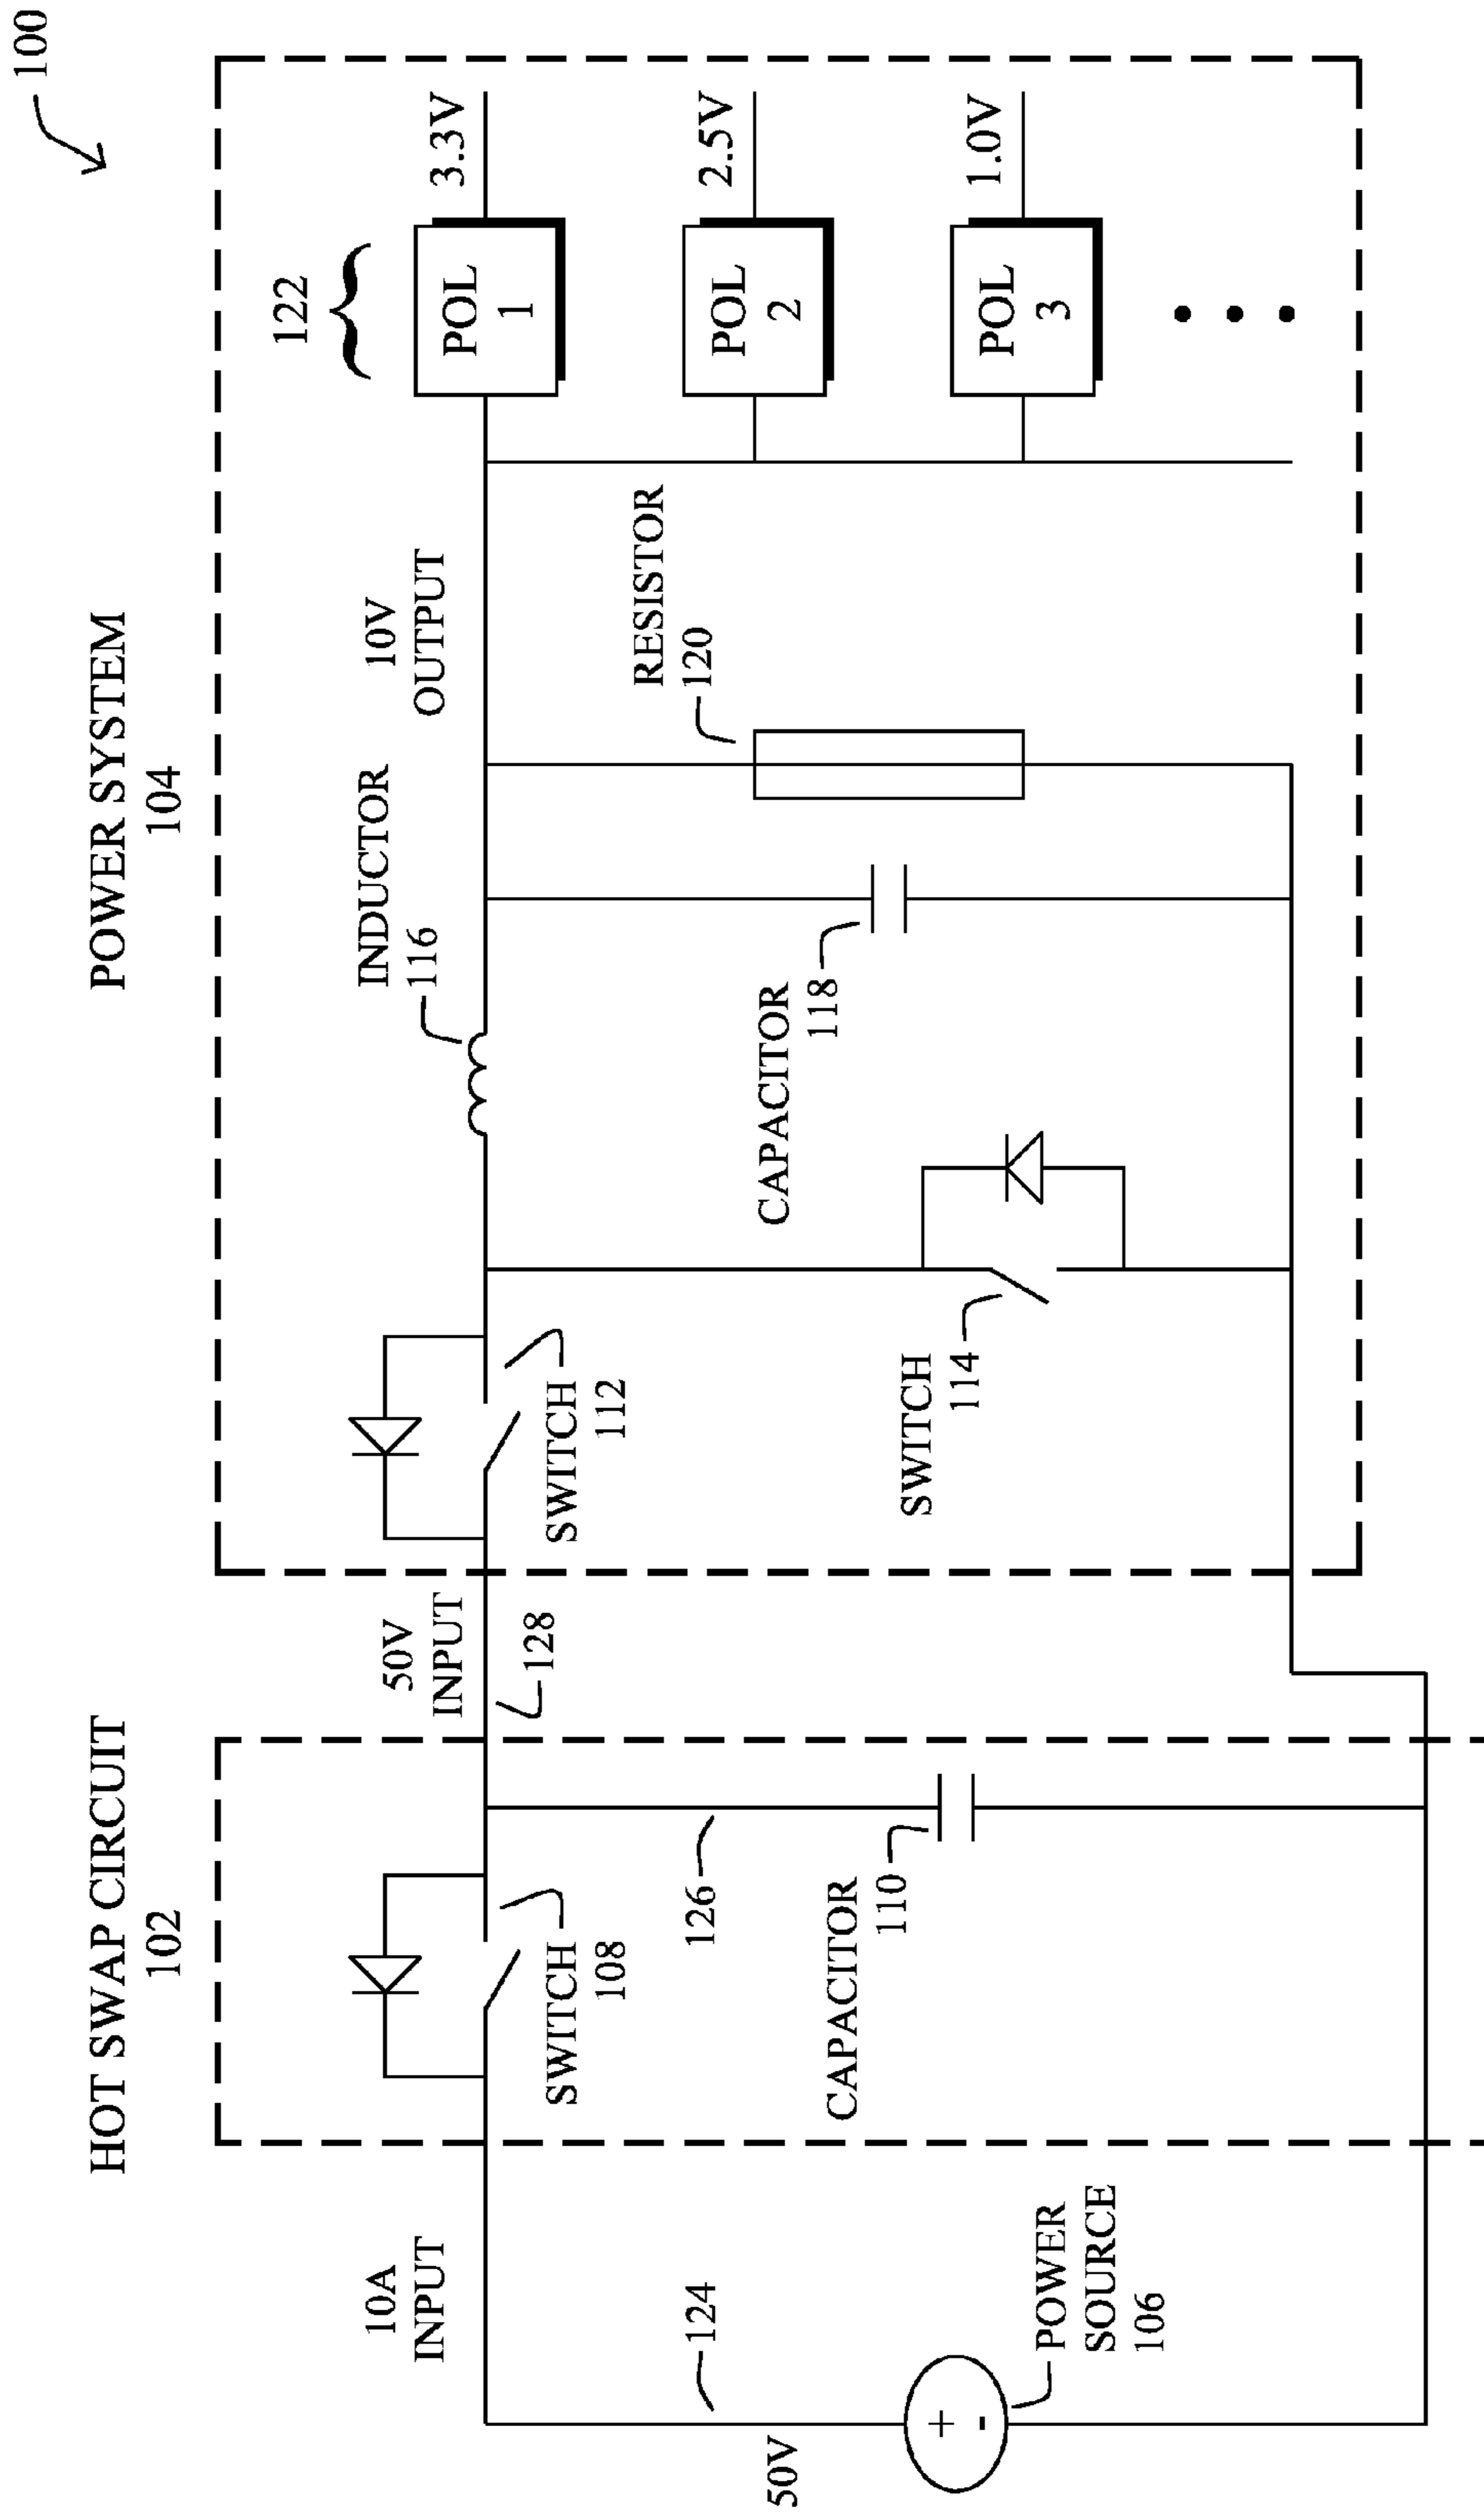 100
HOT SWAP CIRCUIT
102
POWER SYSTEM
104
10A
INPUT
50V
INPUT
128
INDUCTOR
116
10V
OUTPUT
122
POL
1
3.3V
POL
2
2.5V
POL
3
1.0V
SWITCH
108
SWITCH
112
RESISTOR
120
50V
124
126
CAPACITOR
110
CAPACITOR
118
SWITCH
114
+
-
POWER
SOURCE
106